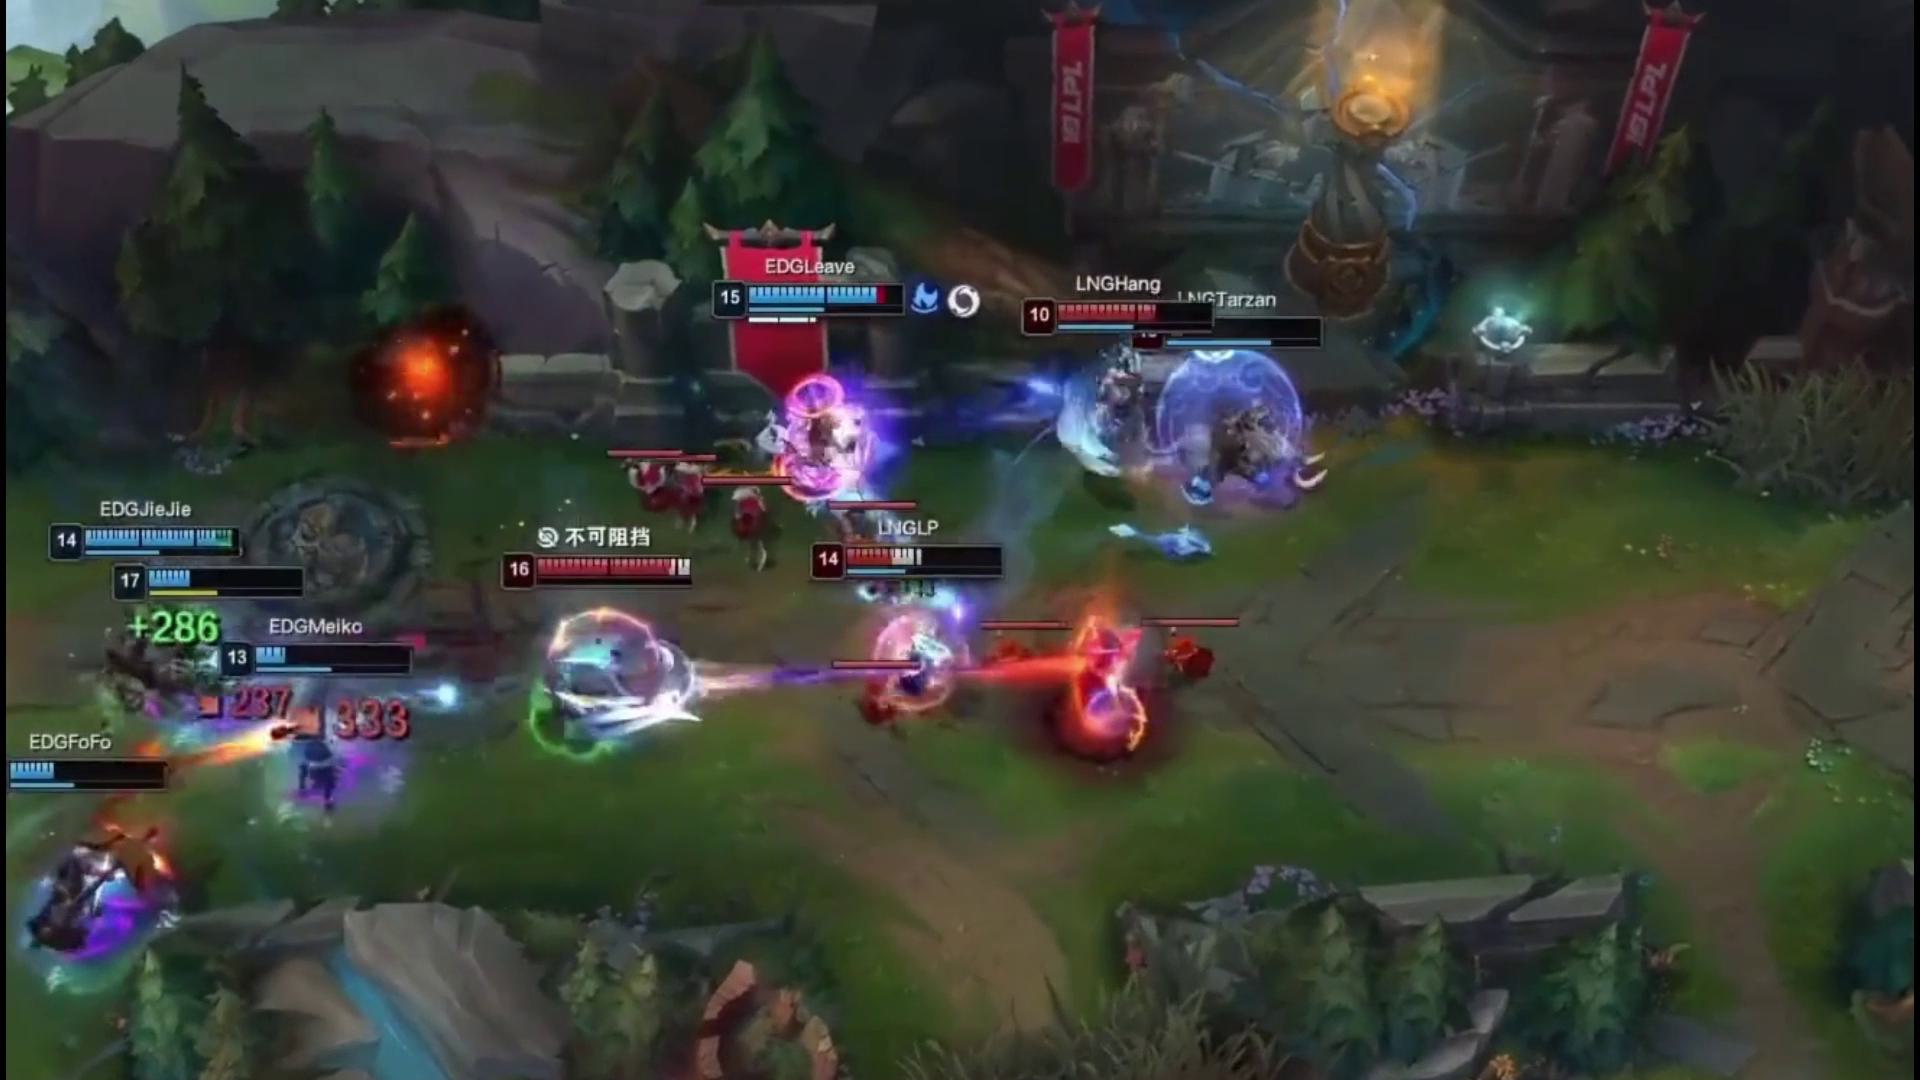 LPL
LPL
EDGLeave
15
LNGHang
LNGTarzan
10
EDGJieJie
14
不可阻挡
LNGLP
16
14
17
+286
EDGMeiko
13
237
333
EDGFoFo